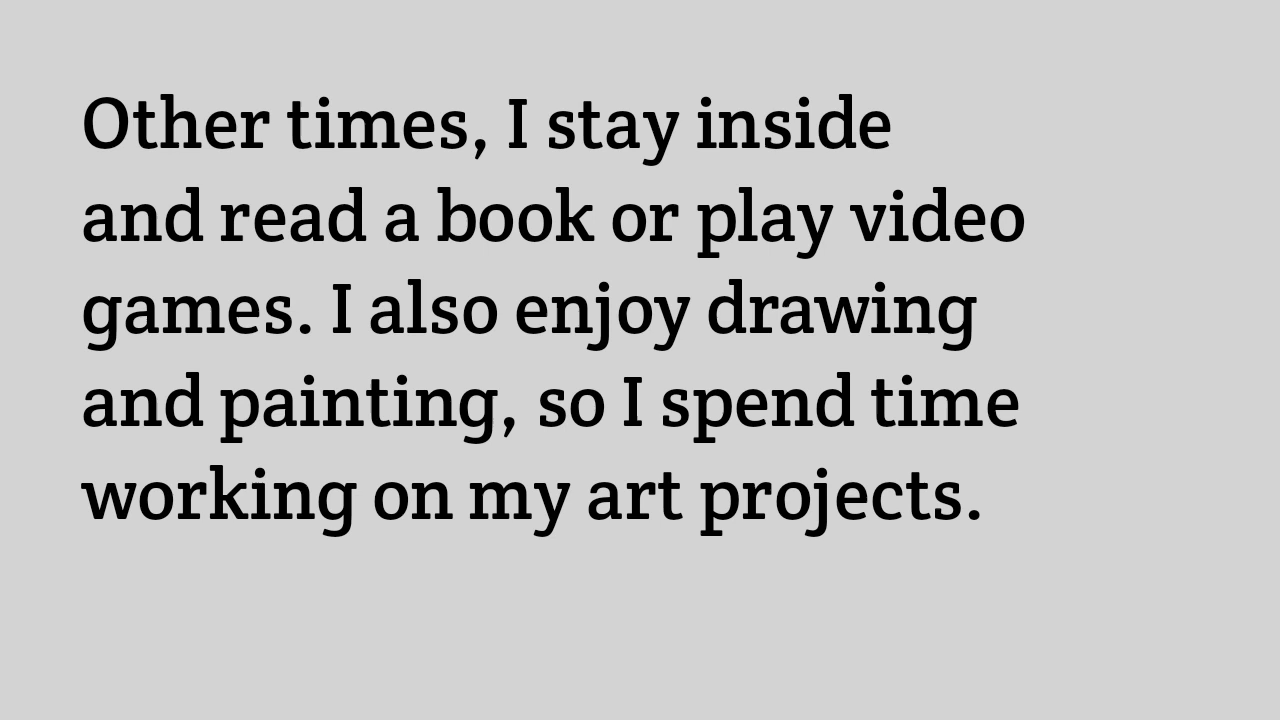 Other times, I stay inside
and read a book or play video
games. I also enjoy drawing
and painting, so I spend time
working on my art projects.